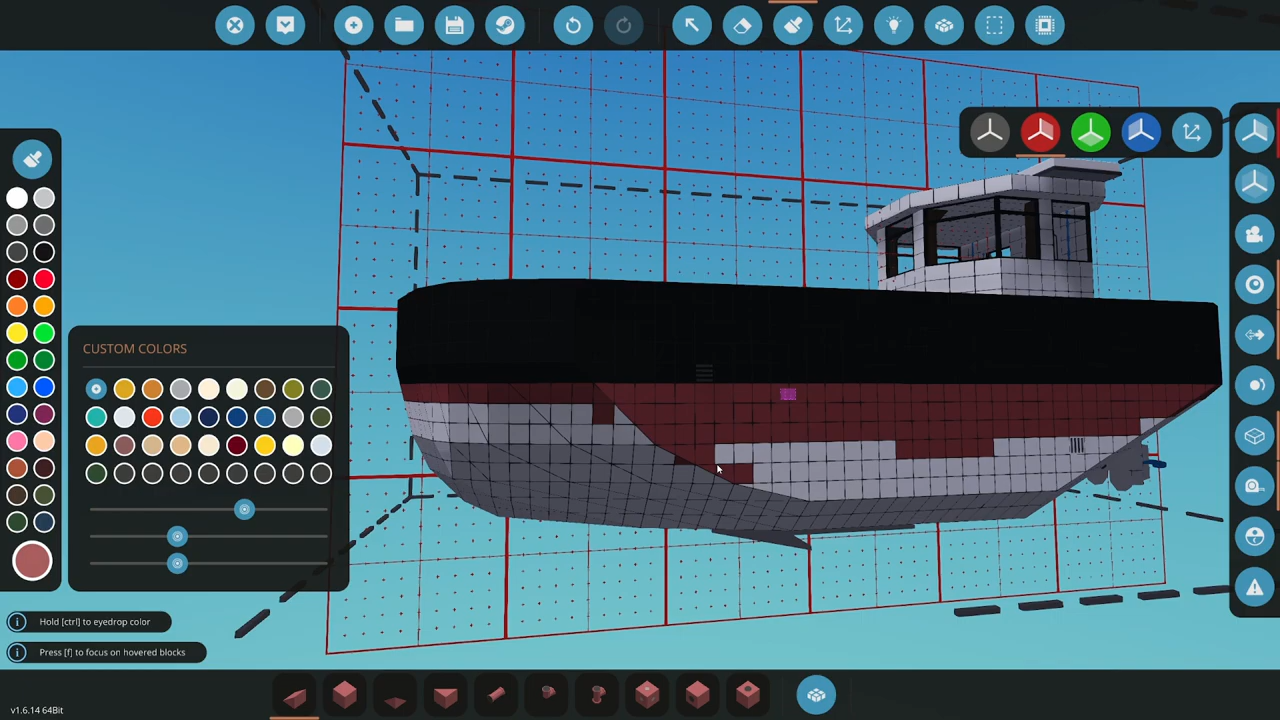 CUSTOM COLORS
Hold [ctrl] to eyedrop color
Press [f] to focus on hovered blocks
v1.6.14 64Bit